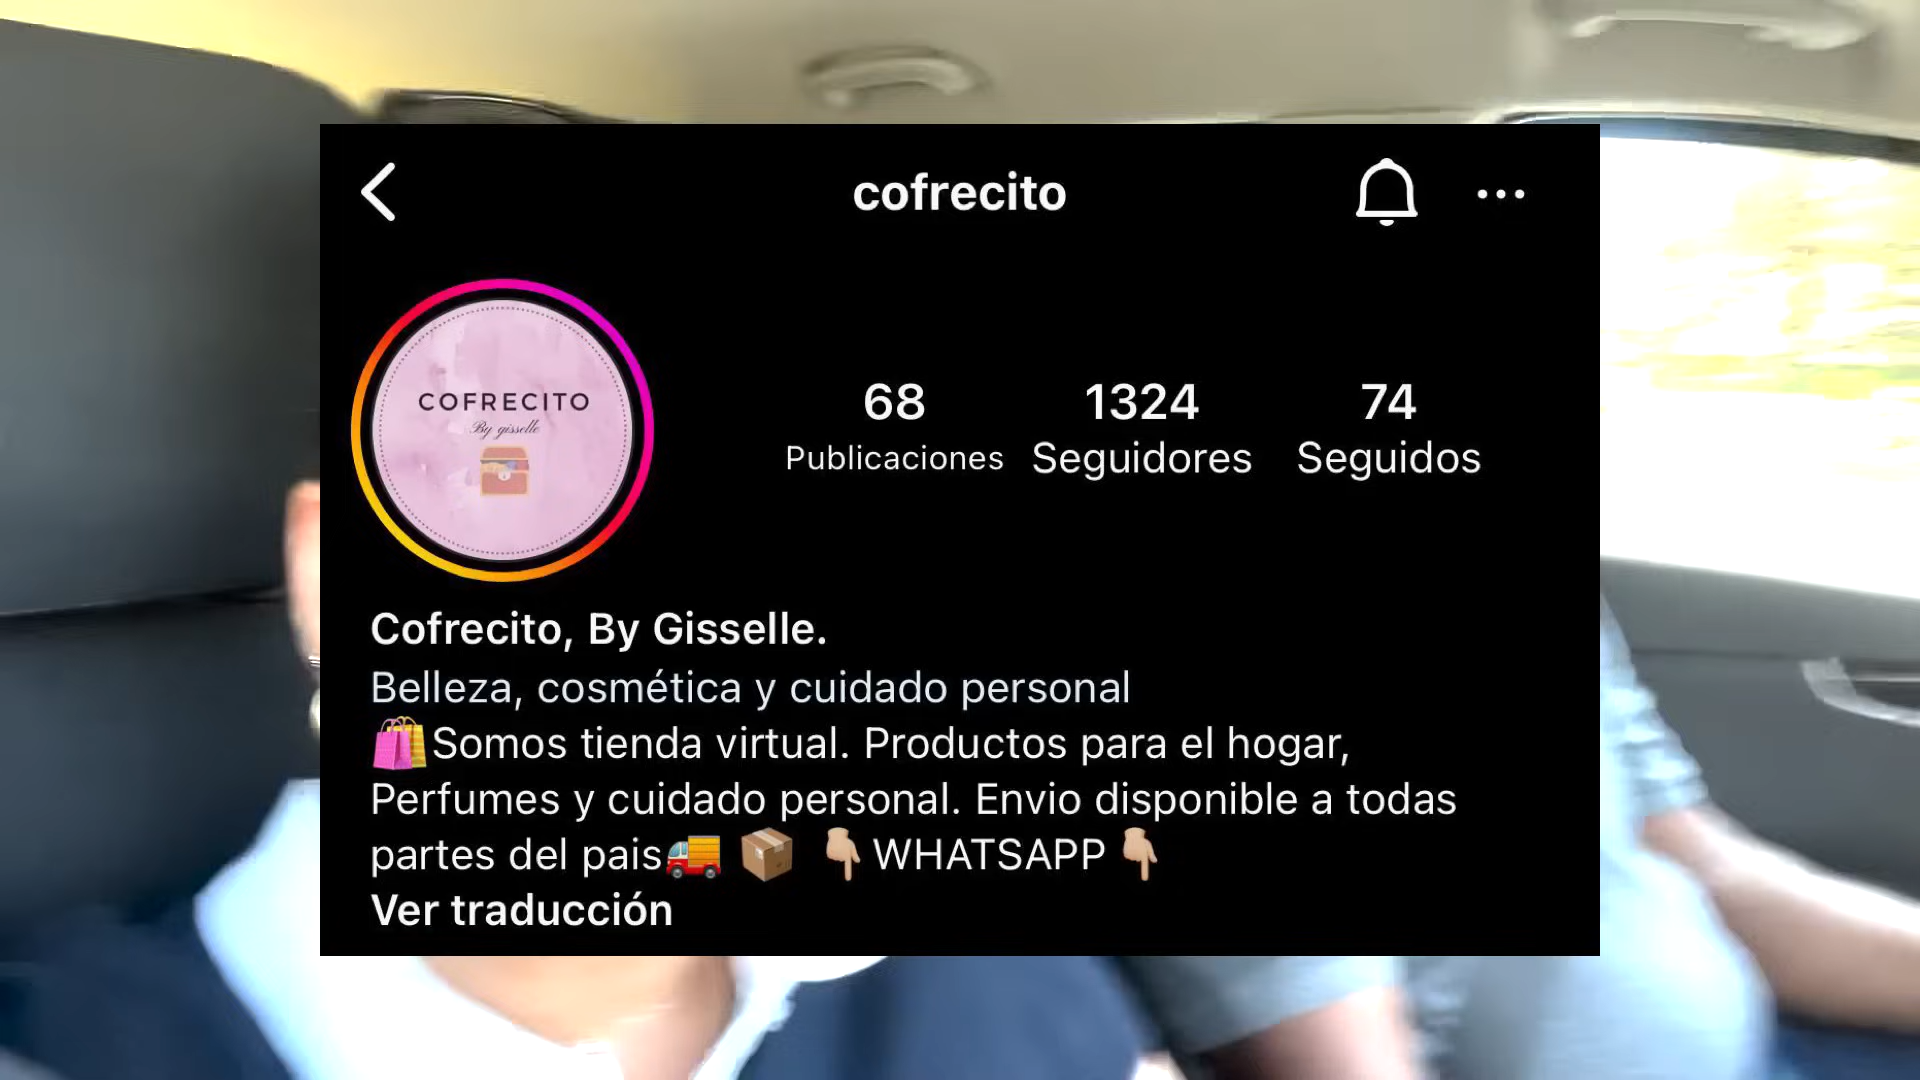 cofrecito
COFRECITO
By gisselle
68
1324
74
Publicaciones
Seguidores
Seguidos
Cofrecito, By Gisselle.
Belleza, cosmética y cuidado personal
🛍️Somos tienda virtual. Productos para el hogar,
Perfumes y cuidado personal. Envio disponible a todas
partes del pais🚚 📦 👇🏼WHATSAPP👇🏼
Ver traducción